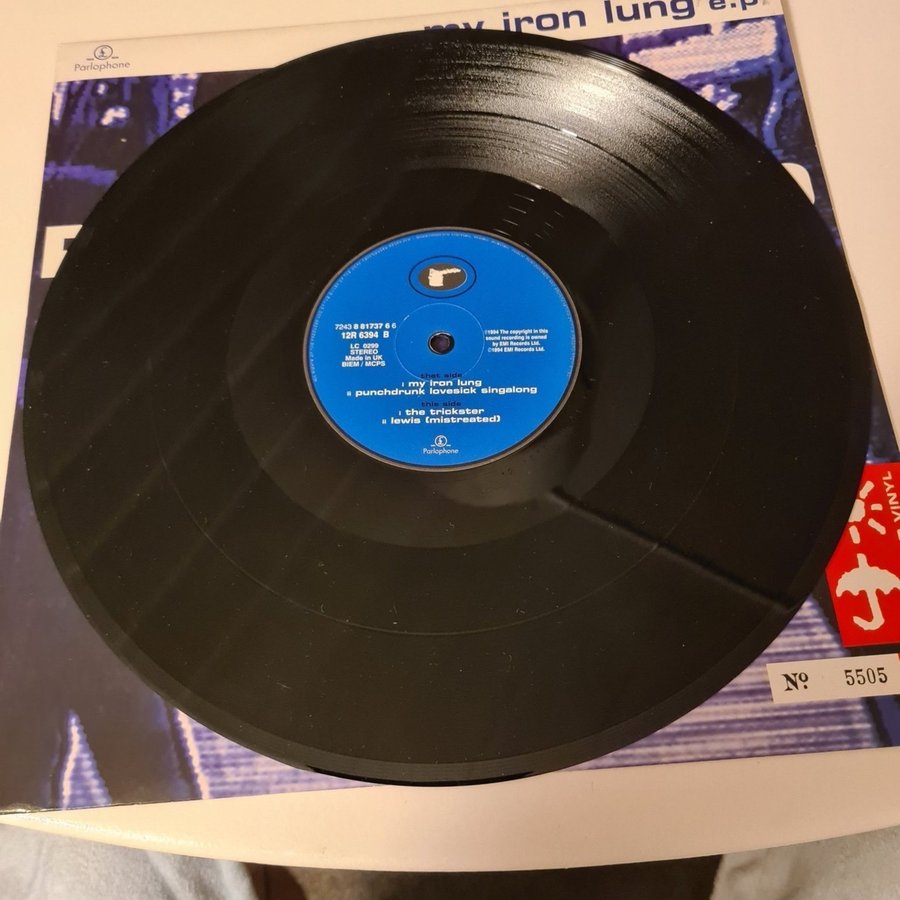 my iron lung e.p.
Parlophone
7243 8 81737 6 6
12R 6394 B
LC 0299
STEREO
Made in UK
BIEM / MCPS
℗1994 The copyright in this
sound recording is owned
by EMI Records Ltd.
©1994 EMI Records Ltd.
that side
i my iron lung
ii punchdrunk lovesick singalong
this side
i the trickster
ii lewis (mistreated)
Parlophone
VINYL
Nº 5505